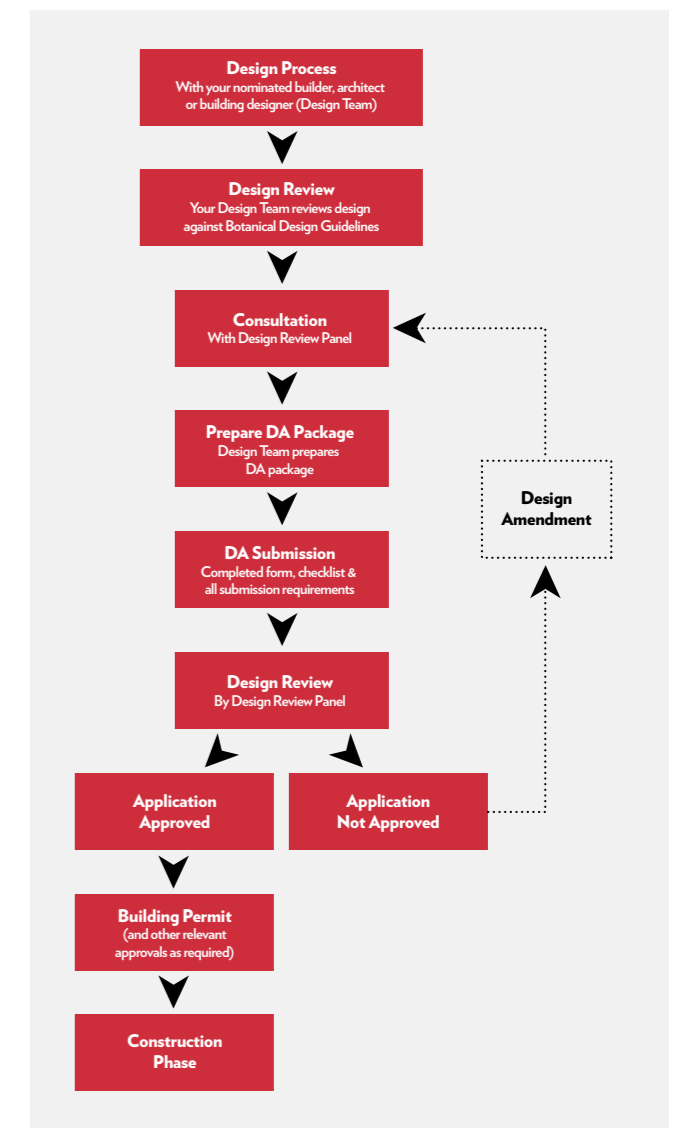 Design Process
With your nominated builder, architect
or building designer (Design Team)
Design Review
Your Design Team reviews design
against Botanical Design Guidelines
Consultation
With Design Review Panel
Prepare DA Package
Design Team prepares
DA package
Design
Amendment
DA Submission
Completed form, checklist &
all submission requirements
Design Review
By Design Review Panel
Application
Approved
Application
Not Approved
Building Permit
(and other relevant
approvals as required)
Construction
Phase